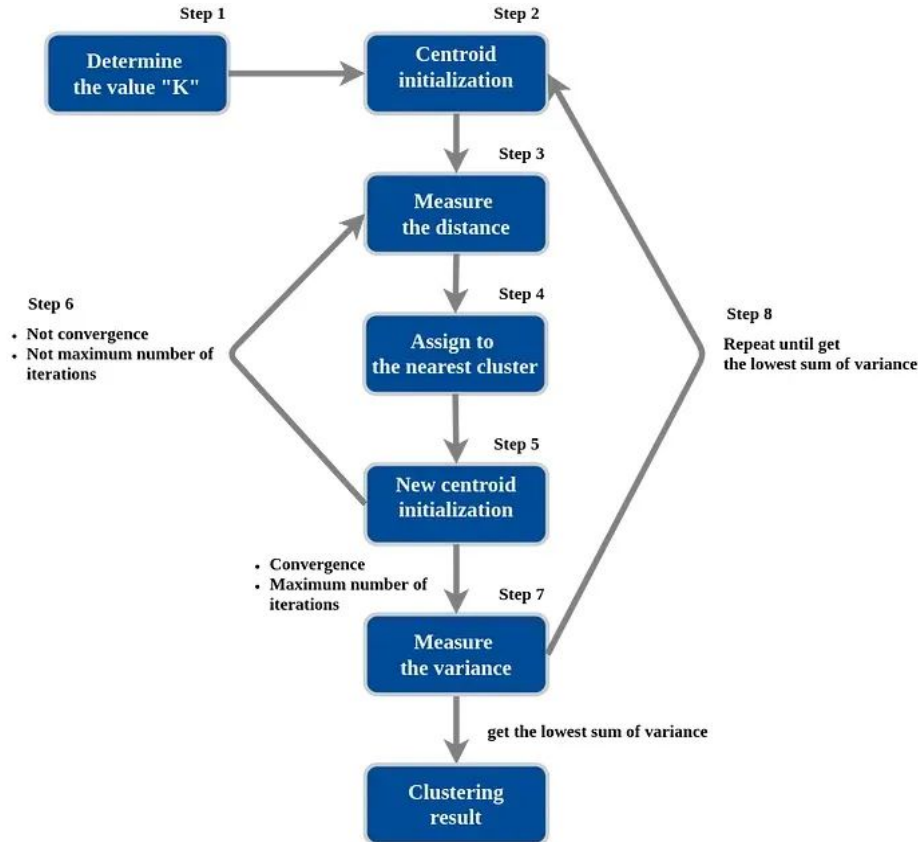 Step 1
Determine
the value "K"
Step 2
Centroid
initialization
Step 3
Measure
the distance
Step 4
Assign to
the nearest cluster
Step 5
New centroid
initialization
Step 6
• Not convergence
• Not maximum number of
iterations
• Convergence
• Maximum number of
iterations
Step 7
Measure
the variance
Step 8
Repeat until get
the lowest sum of variance
get the lowest sum of variance
Clustering
result